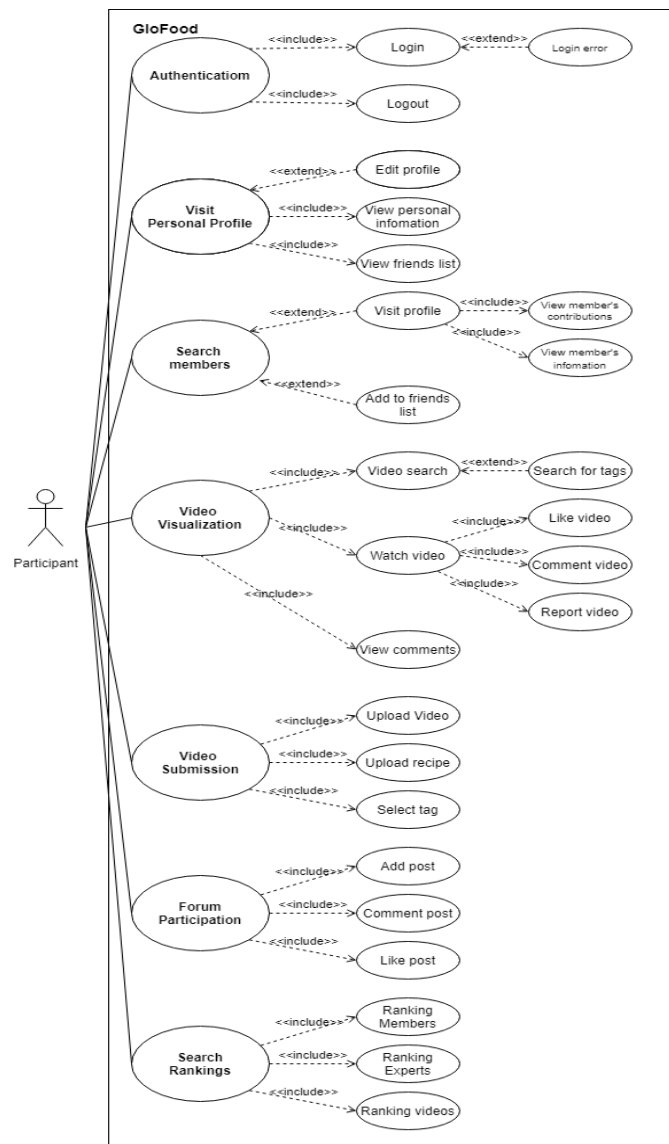 GloFood
<<include>>
Login
<<extend>>
Login error
Authenticatiom
<<include>>
Logout
<<extend>>
Edit profile
Visit
Personal Profile
<<include>>
View personal
infomation
<<include>>
View friends list
<<extend>>
Visit profile
<<include>>
View member's
contributions
<<include>>
View member's
infomation
Search
members
<<extend>>
Add to friends
list
<<include>>
Video search
<<extend>>
Search for tags
Video
Visualization
<<include>>
Watch video
<<include>>
Like video
<<include>>
Comment video
<<include>>
Report video
Participant
<<include>>
View comments
<<include>>
Upload Video
Video
Submission
<<include>>
Upload recipe
<<include>>
Select tag
<<include>>
Add post
Forum
Participation
<<include>>
Comment post
<<include>>
Like post
<<include>>
Ranking
Members
Search
Rankings
<<include>>
Ranking
Experts
<<include>>
Ranking videos